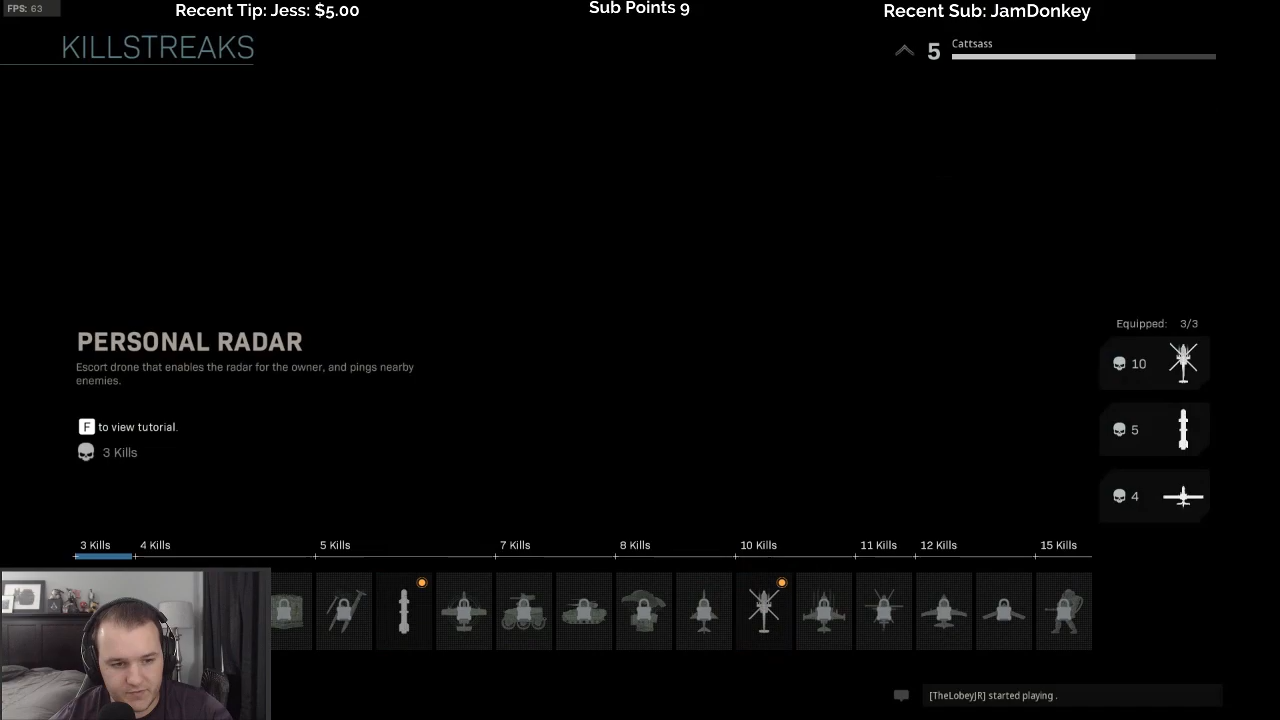 FPS: 63
Recent Tip: Jess: $5.00
Sub Points 9
Recent Sub: JamDonkey
KILLSTREAKS
5
Cattsass
PERSONAL RADAR
Escort drone that enables the radar for the owner, and pings nearby
enemies.
F to view tutorial.
3 Kills
Equipped: 3/3
10
5
4
3 Kills
4 Kills
5 Kills
7 Kills
8 Kills
10 Kills
11 Kills
12 Kills
15 Kills
[TheLobeyJR] started playing .